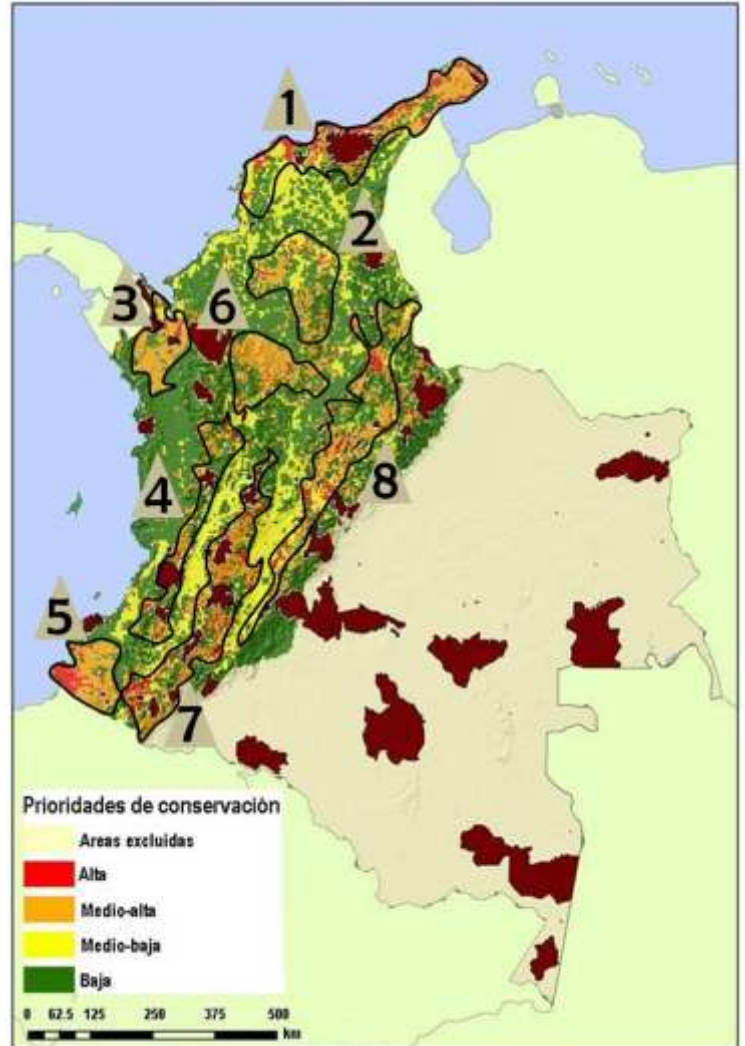 1
2
3
6
4
8
5
7
Prioridades de conservación
Areas excluidas
Alta
Medio-alta
Medio-baja
Baja
0 62.5 125 250 375 500
km